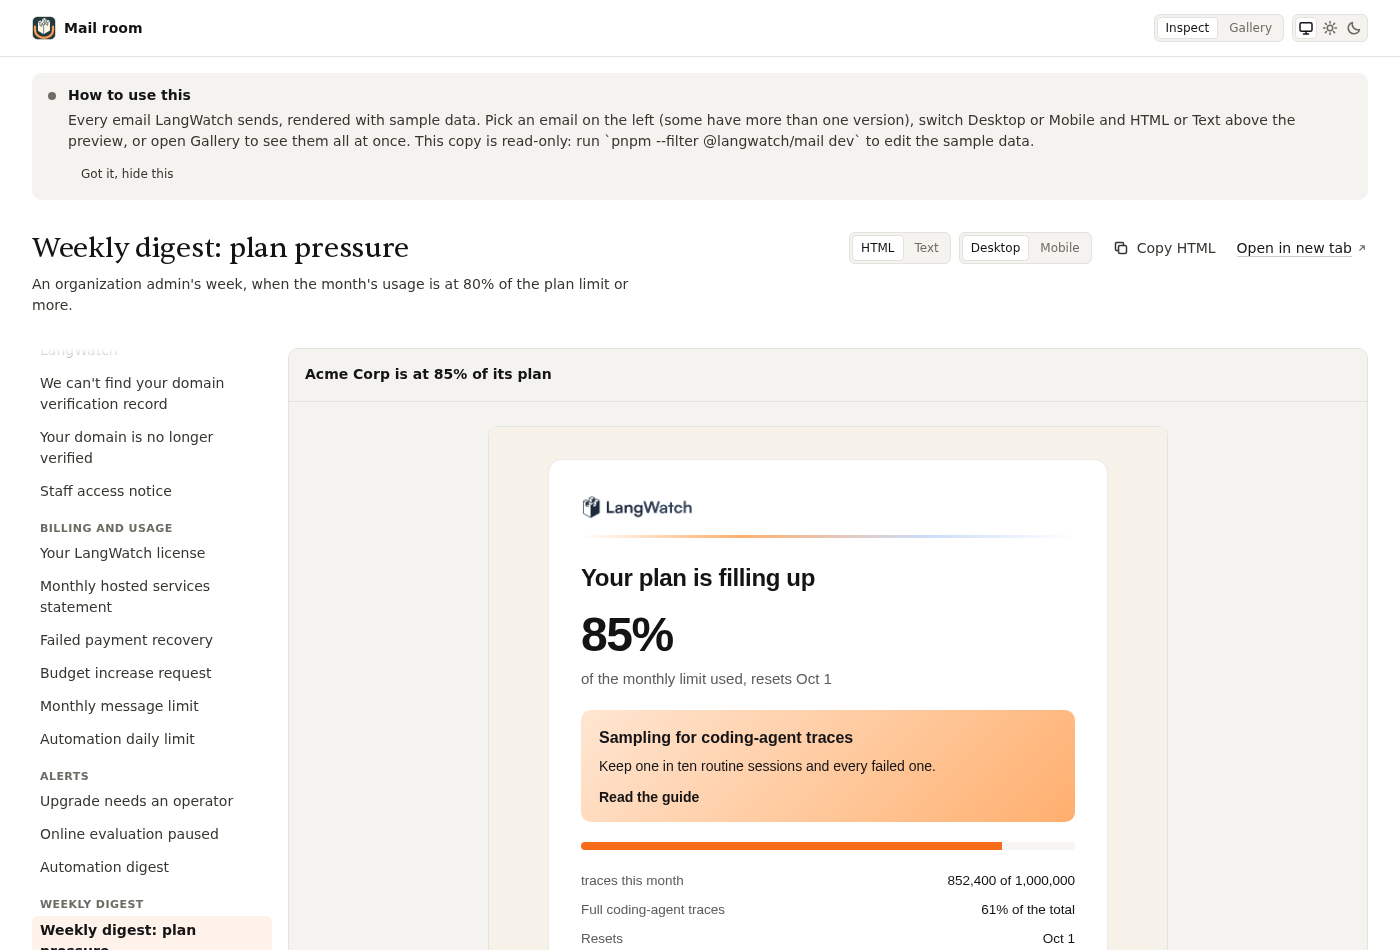 Mail room
Inspect
Gallery
How to use this
Every email LangWatch sends, rendered with sample data. Pick an email on the left (some have more than one version), switch Desktop or Mobile and HTML or Text above the
preview, or open Gallery to see them all at once. This copy is read-only: run `pnpm --filter @langwatch/mail dev` to edit the sample data.
Got it, hide this
Weekly digest: plan pressure
HTML
Text
Desktop
Mobile
Copy HTML
Open in new tab
An organization admin's week, when the month's usage is at 80% of the plan limit or
more.
LangWatch
We can't find your domain
verification record
Your domain is no longer
verified
Staff access notice
BILLING AND USAGE
Your LangWatch license
Monthly hosted services
statement
Failed payment recovery
Budget increase request
Monthly message limit
Automation daily limit
ALERTS
Upgrade needs an operator
Online evaluation paused
Automation digest
WEEKLY DIGEST
Weekly digest: plan
pressure
Acme Corp is at 85% of its plan
LangWatch
Your plan is filling up
85%
of the monthly limit used, resets Oct 1
Sampling for coding-agent traces
Keep one in ten routine sessions and every failed one.
Read the guide
traces this month
852,400 of 1,000,000
Full coding-agent traces
61% of the total
Resets
Oct 1